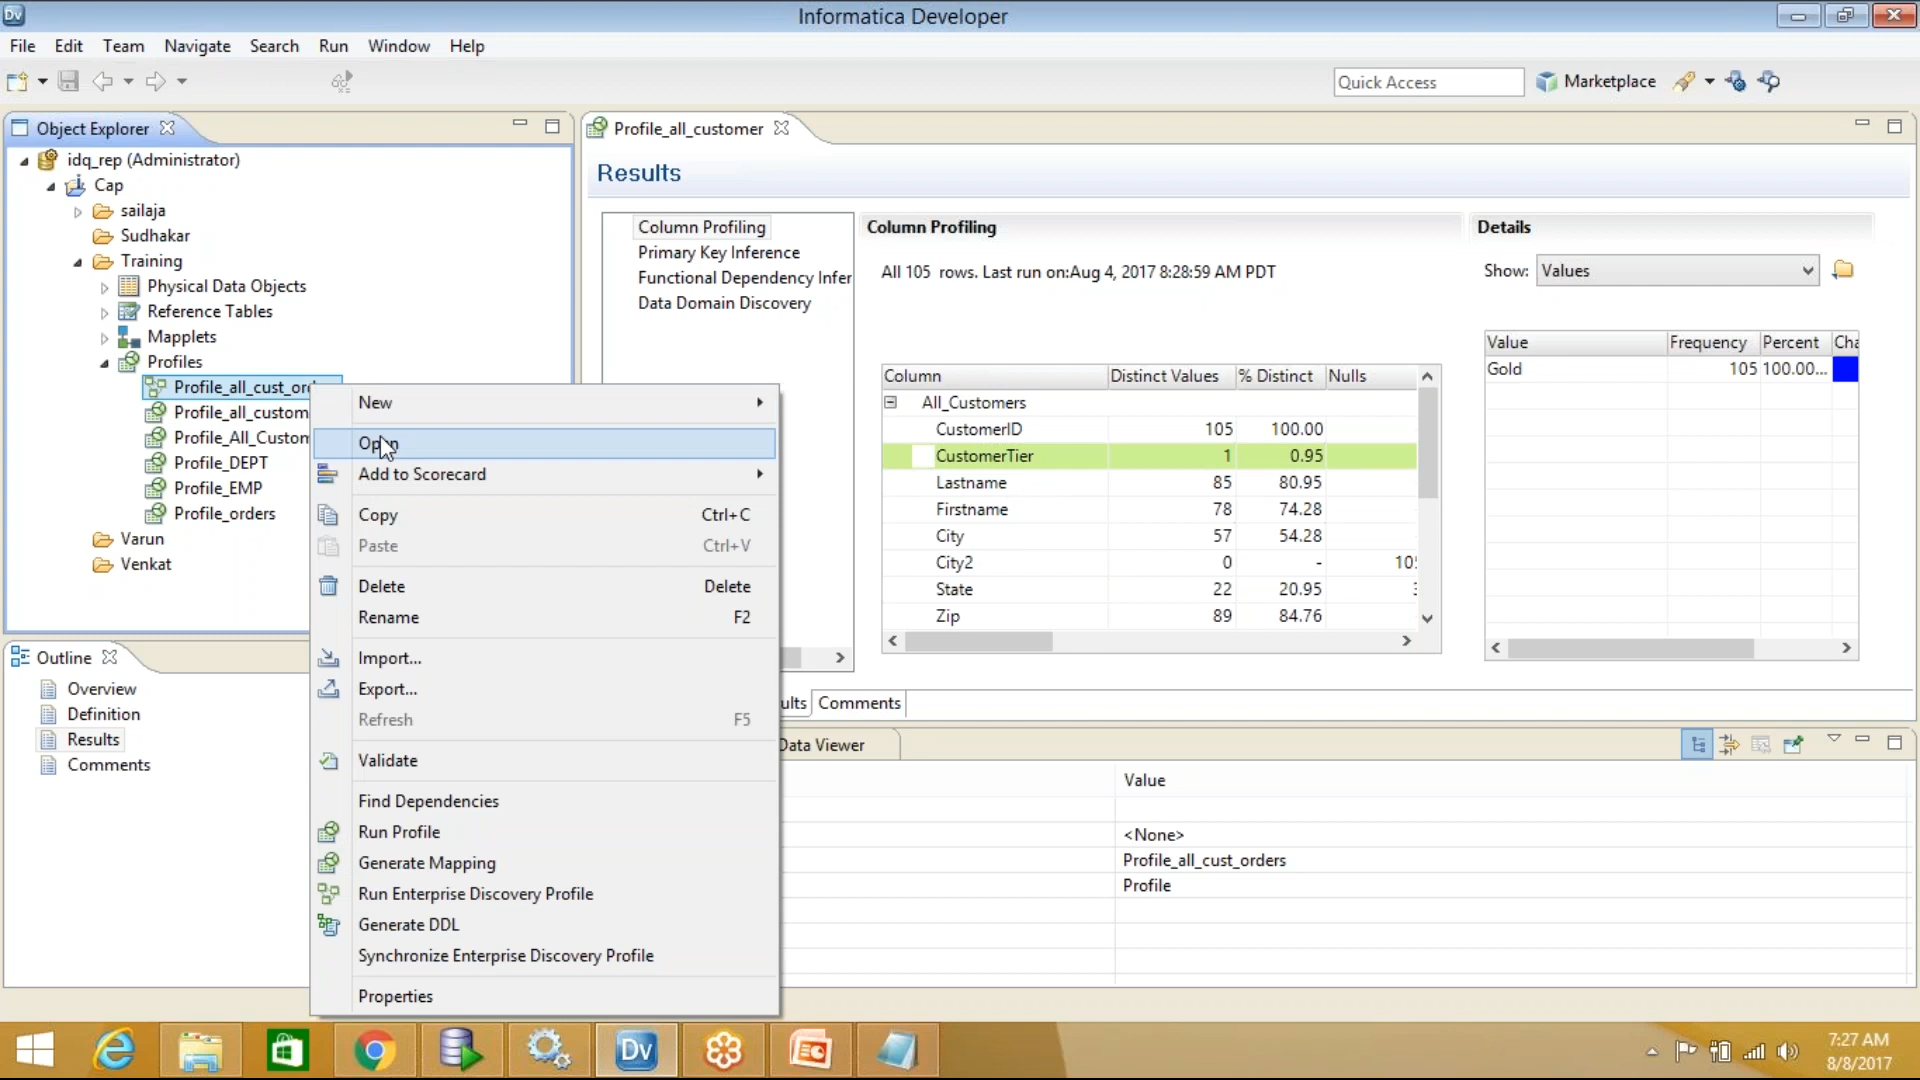 Dv
Informatica Developer
File Edit Team Navigate Search Run Window Help
Quick Access
Marketplace
Object Explorer
idq_rep (Administrator)
Cap
sailaja
Sudhakar
Training
Physical Data Objects
Reference Tables
Mapplets
Profiles
Profile_all_cust_ord
Profile_all_custom
Profile_All_Custom
Profile_DEPT
Profile_EMP
Profile_orders
Varun
Venkat
New
Open
Add to Scorecard
Copy Ctrl+C
Paste Ctrl+V
Delete Delete
Rename F2
Import...
Export...
Refresh F5
Validate
Find Dependencies
Run Profile
Generate Mapping
Run Enterprise Discovery Profile
Generate DDL
Synchronize Enterprise Discovery Profile
Properties
Outline
Overview
Definition
Results
Comments
Profile_all_customer
Results
Column Profiling
Primary Key Inference
Functional Dependency Infer
Data Domain Discovery
Column Profiling
All 105 rows. Last run on:Aug 4, 2017 8:28:59 AM PDT
Column Distinct Values % Distinct Nulls
All_Customers
CustomerID 105 100.00
CustomerTier 1 0.95
Lastname 85 80.95
Firstname 78 74.28
City 57 54.28
City2 0 -
State 22 20.95
Zip 89 84.76
Details
Show: Values
Value Frequency Percent Cha
Gold 105 100.00...
ults Comments
Data Viewer
Value
<None>
Profile_all_cust_orders
Profile
Dv
7:27 AM
8/8/2017